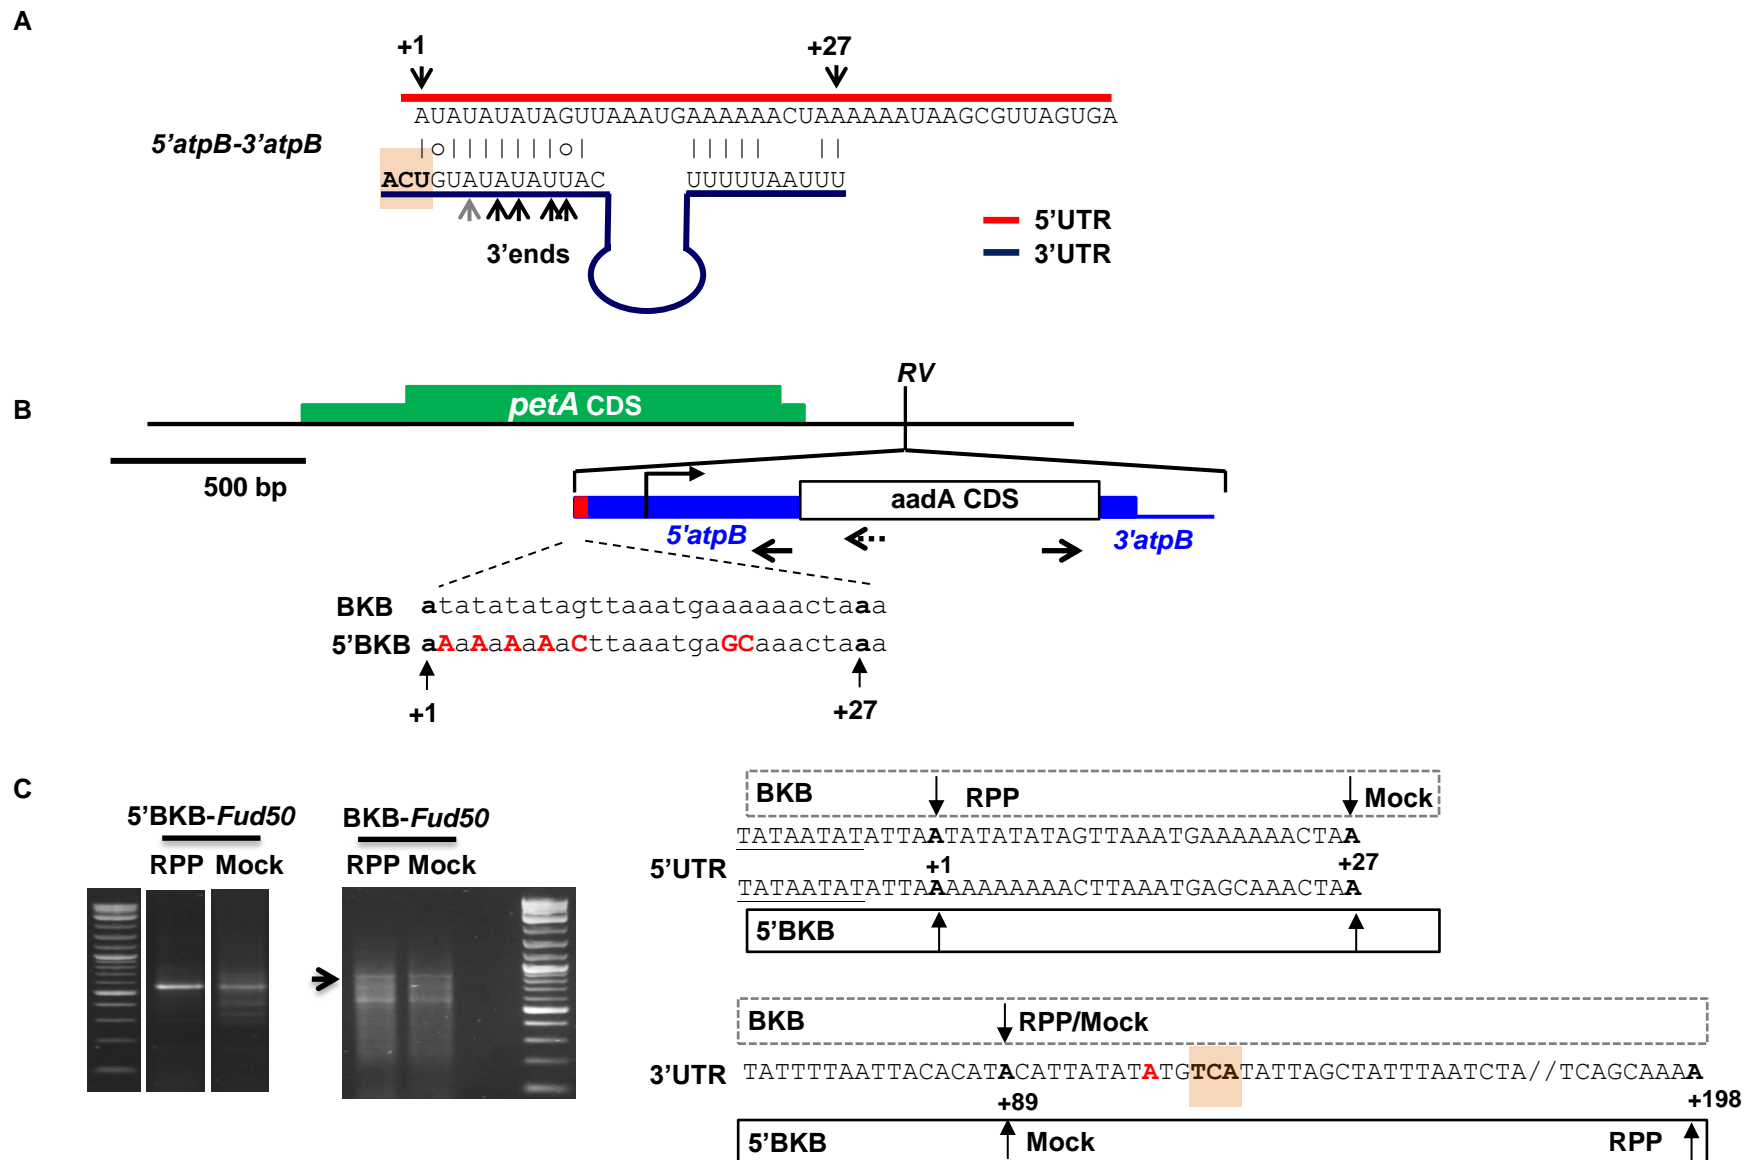 A
+1 +27
AUAUAUAUAGUUAAAUGAAAAAACUAAAAAAUAAGCGUUAGUGA
5'atpB-3'atpB
ACUGUAUAUAUUAC UUUUUAAUUU
3'ends
5'UTR
3'UTR
B
RV
petA CDS
500 bp
aadA CDS
5'atpB
3'atpB
BKB atatatatagttaaatgaaaaaactaaa
5'BKB aAaAaAaAaCttaaatgaGCaaactaaa
+1 +27
C
5'BKB-Fud50 BKB-Fud50
RPP Mock RPP Mock
BKB RPP Mock
TATAATATATTAATATATATAGTTAAATGAAAAAACTAA
5'UTR +1 +27
TATAATATATTAAAAAAAAACTTAAATGAGCAAACTAA
5'BKB
BKB RPP/Mock
3'UTR TATTTTAATTACACATACATTATATATGTCATATTAGCTATTTAATCTA//TCAGCAAAA
+89 +198
5'BKB Mock RPP